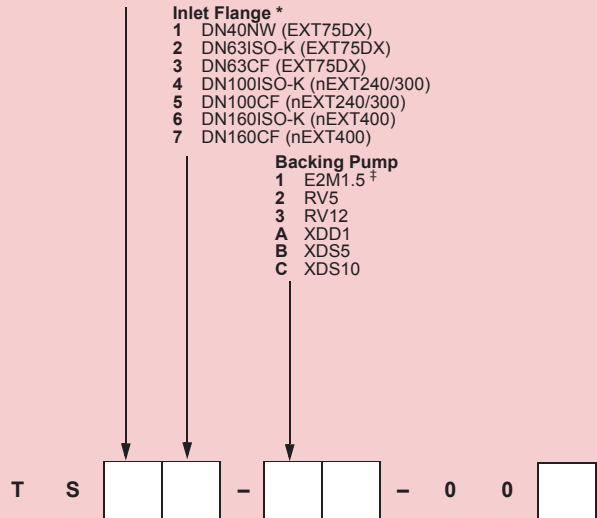 Inlet Flange *
1 DN40NW (EXT75DX)
2 DN63ISO-K (EXT75DX)
3 DN63CF (EXT75DX)
4 DN100ISO-K (nEXT240/300)
5 DN100CF (nEXT240/300)
6 DN160ISO-K (nEXT400)
7 DN160CF (nEXT400)
Backing Pump
1 E2M1.5 ‡
2 RV5
3 RV12
A XDD1
B XDS5
C XDS10
T S – – 0 0